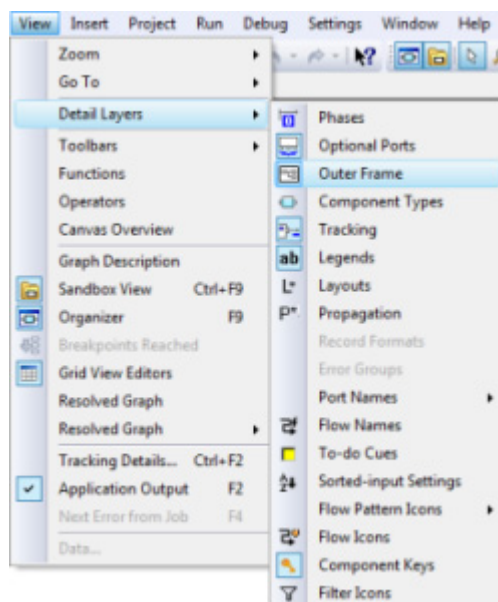 View Insert Project Run Debug Settings Window Help
Zoom
Go To
Detail Layers
Toolbars
Functions
Operators
Canvas Overview
Graph Description
Sandbox View Ctrl+F9
Organizer F9
Breakpoints Reached
Grid View Editors
Resolved Graph
Resolved Graph
Tracking Details... Ctrl+F2
Application Output F2
Next Error from Job F4
Data...
Phases
Optional Ports
Outer Frame
Component Types
Tracking
ab Legends
L* Layouts
P* Propagation
Record Formats
Error Groups
Port Names
Flow Names
To-do Cues
Sorted-input Settings
Flow Pattern Icons
Flow Icons
Component Keys
Filter Icons